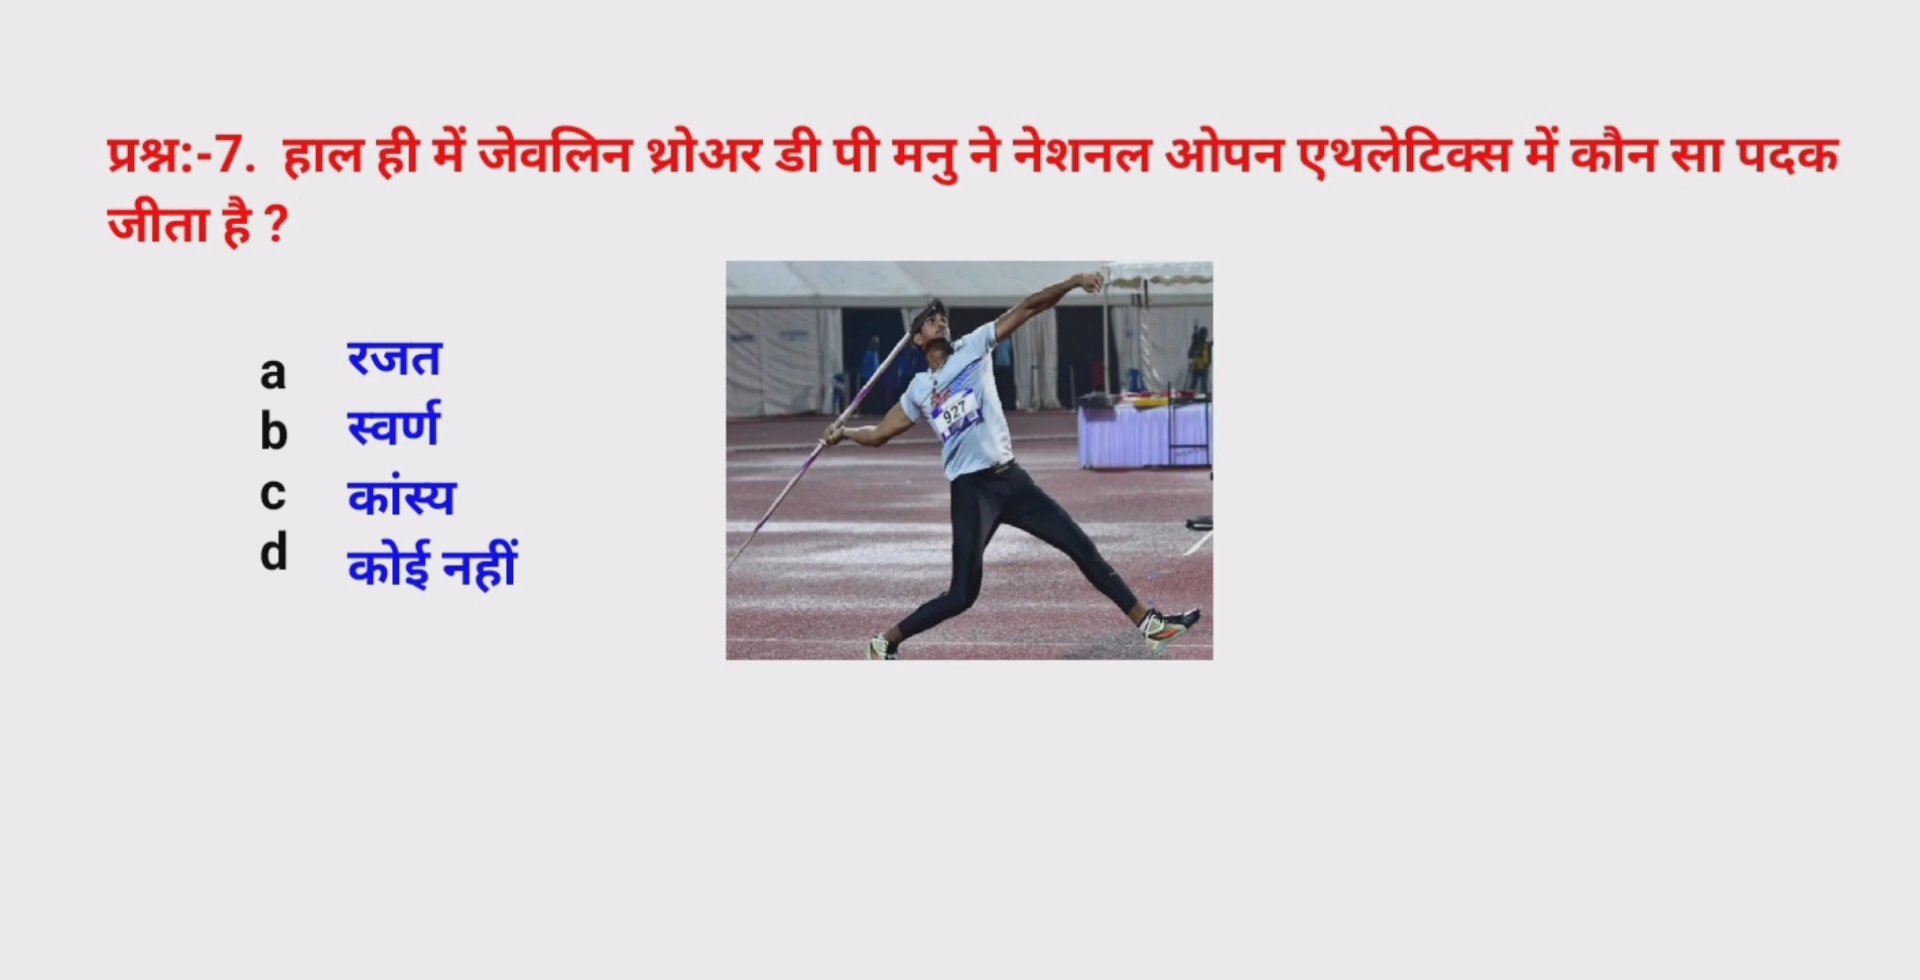 प्रश्न:-7. हाल ही में जेवलिन थ्रोअर डी पी मनु ने नेशनल ओपन एथलेटिक्स में कौन सा पदक
जीता है ?
a रजत
b स्वर्ण
c कांस्य
d कोई नहीं
927